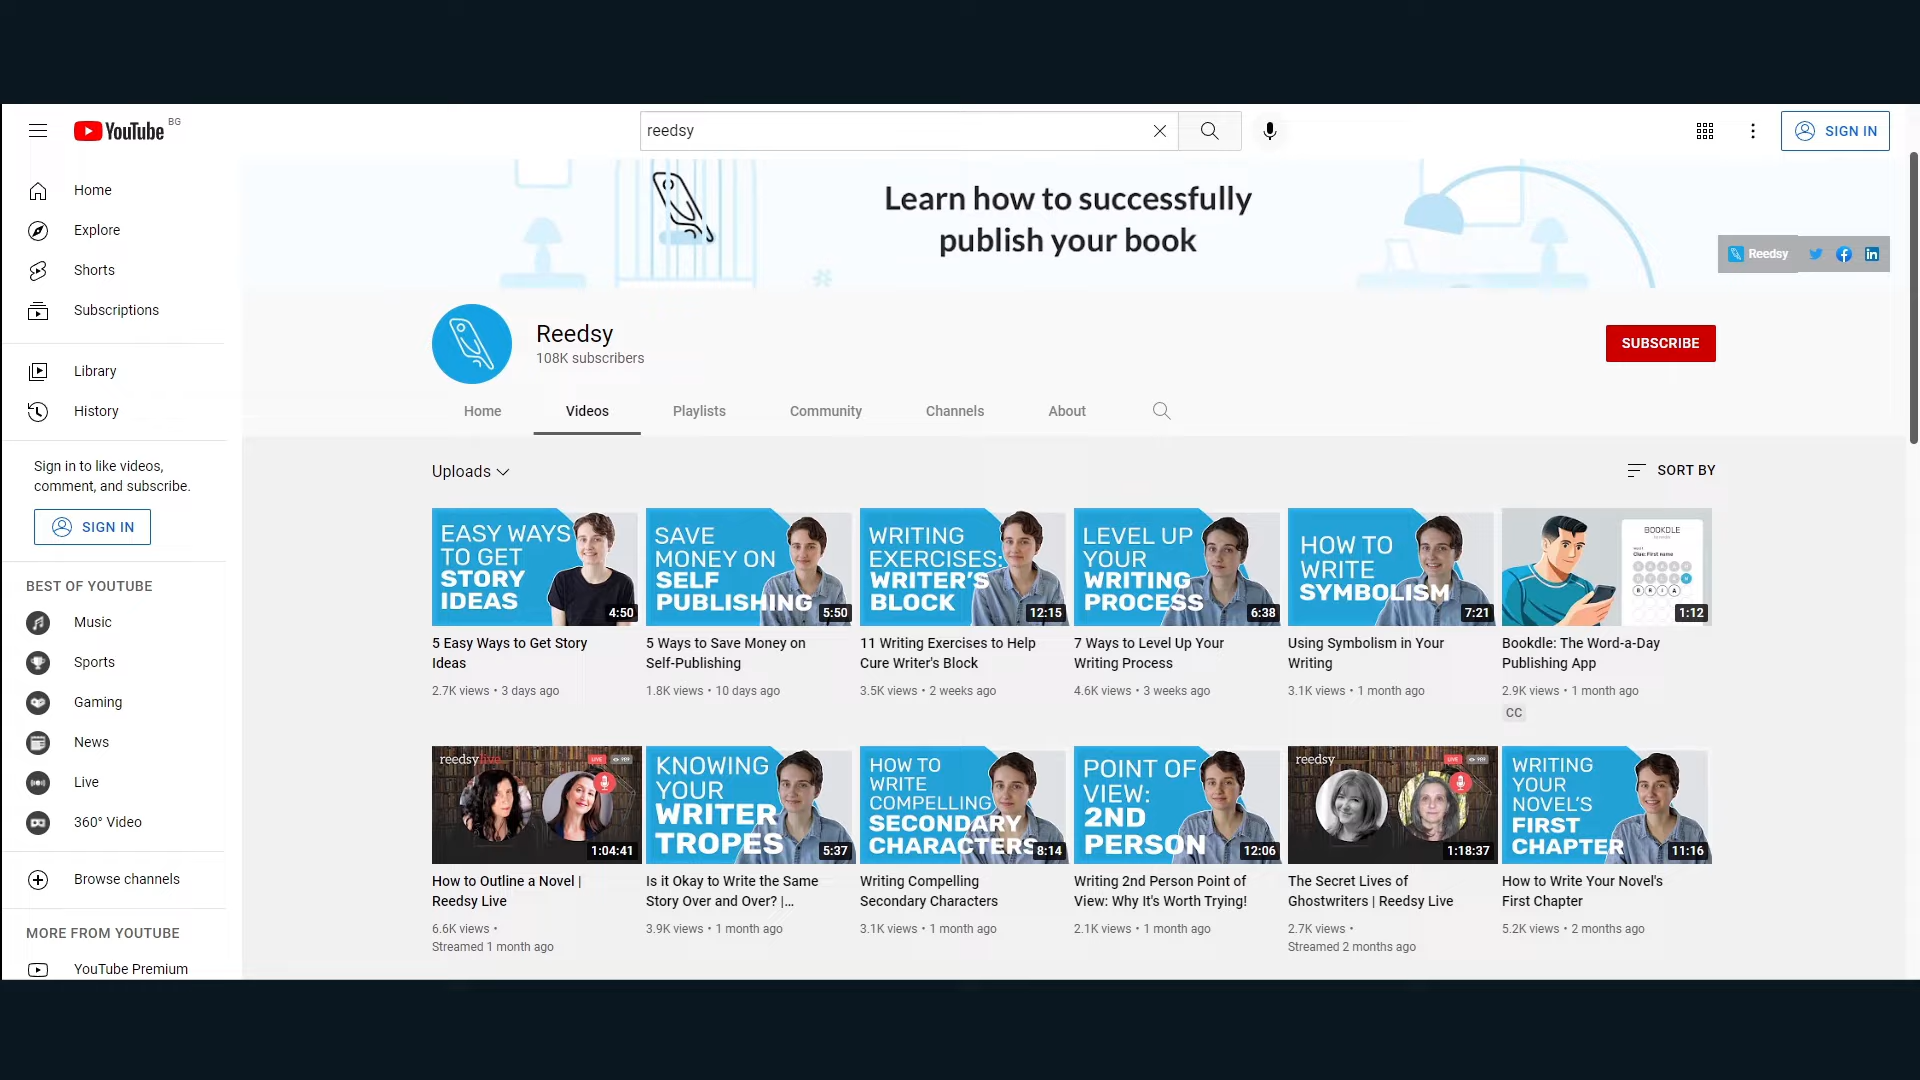 YouTube BG
reedsy
SIGN IN
Home
Explore
Shorts
Subscriptions
Library
History
Sign in to like videos,
comment, and subscribe.
SIGN IN
BEST OF YOUTUBE
Music
Sports
Gaming
News
Live
360° Video
Browse channels
MORE FROM YOUTUBE
YouTube Premium
Learn how to successfully
publish your book
Reedsy
Reedsy
108K subscribers
SUBSCRIBE
Home Videos Playlists Community Channels About
Uploads
SORT BY
EASY WAYS
TO GET
STORY
IDEAS
4:50
5 Easy Ways to Get Story
Ideas
2.7K views • 3 days ago
SAVE
MONEY ON
SELF
PUBLISHING
5:50
5 Ways to Save Money on
Self-Publishing
1.8K views • 10 days ago
WRITING
EXERCISES:
WRITER'S
BLOCK
12:15
11 Writing Exercises to Help
Cure Writer's Block
3.5K views • 2 weeks ago
LEVEL UP
YOUR
WRITING
PROCESS
6:38
7 Ways to Level Up Your
Writing Process
4.6K views • 3 weeks ago
HOW TO
WRITE
SYMBOLISM
7:21
Using Symbolism in Your
Writing
3.1K views • 1 month ago
BOOKDLE
Clue: First name
B R I A
1:12
Bookdle: The Word-a-Day
Publishing App
2.9K views • 1 month ago
CC
reedsylive
LIVE
1:04:41
How to Outline a Novel |
Reedsy Live
6.6K views •
Streamed 1 month ago
KNOWING
YOUR
WRITER
TROPES
5:37
Is it Okay to Write the Same
Story Over and Over? |...
3.9K views • 1 month ago
HOW TO
WRITE
COMPELLING
SECONDARY
CHARACTERS
8:14
Writing Compelling
Secondary Characters
3.1K views • 1 month ago
POINT OF
VIEW:
2ND
PERSON
12:06
Writing 2nd Person Point of
View: Why It's Worth Trying!
2.1K views • 1 month ago
reedsy
LIVE
1:18:37
The Secret Lives of
Ghostwriters | Reedsy Live
2.7K views •
Streamed 2 months ago
WRITING
YOUR
NOVEL'S
FIRST
CHAPTER
11:16
How to Write Your Novel's
First Chapter
5.2K views • 2 months ago